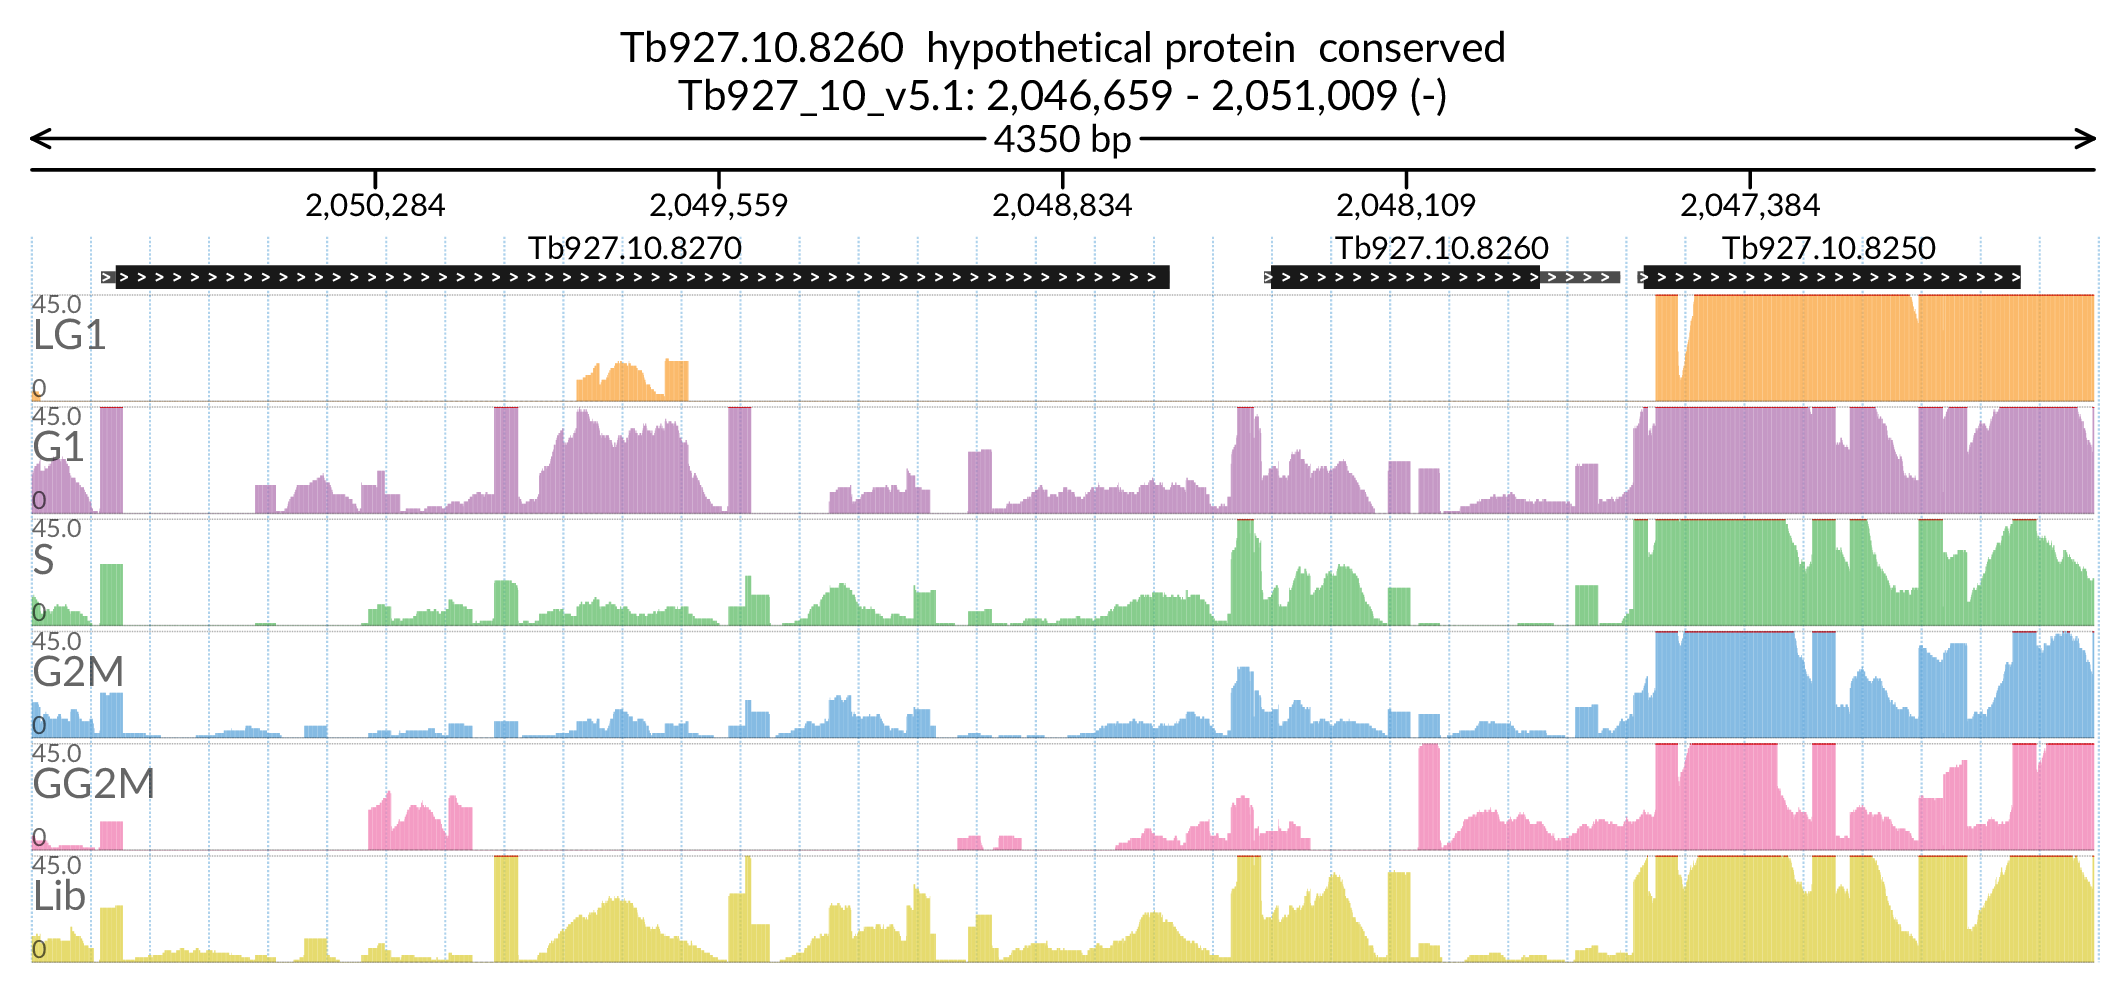 Tb927.10.8260 hypothetical protein conserved
Tb927_10_v5.1: 2,046,659 - 2,051,009 (-)
4350 bp
2,050,284 2,049,559 2,048,834 2,048,109 2,047,384
Tb927.10.8270 Tb927.10.8260 Tb927.10.8250
45.0
LG1
0
45.0
G1
0
45.0
S
0
45.0
G2M
0
45.0
GG2M
0
45.0
Lib
0